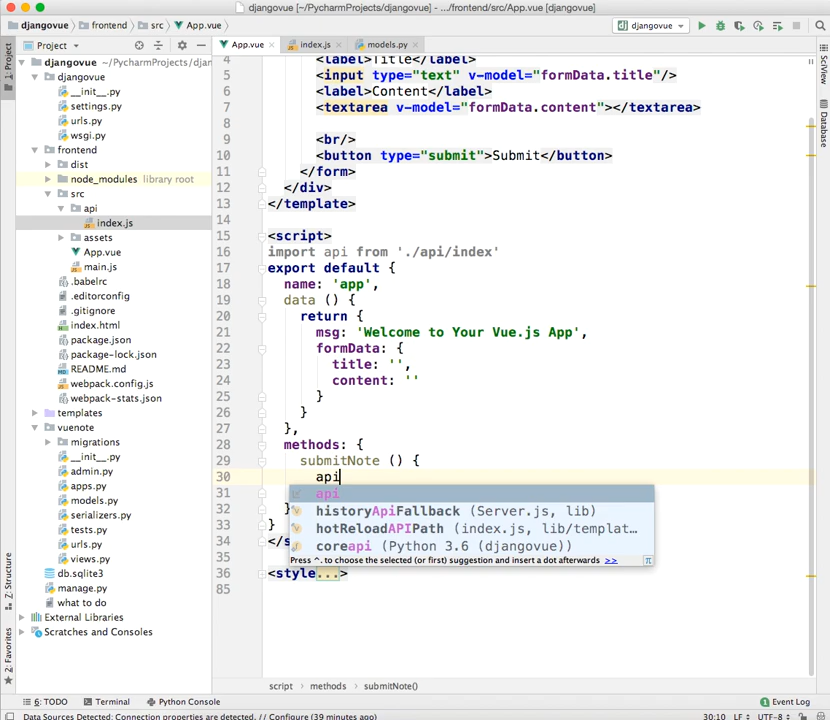 djangovue [~/PycharmProjects/djangovue] - .../frontend/src/App.vue [djangovue]
djangovue frontend src App.vue djangovue
Project App.vue index.js models.py
1: Project
djangovue ~/PycharmProjects/djan
djangovue
__init__.py
settings.py
urls.py
wsgi.py
frontend
dist
node_modules library root
src
api
index.js
assets
App.vue
main.js
.babelrc
.editorconfig
.gitignore
index.html
package.json
package-lock.json
README.md
webpack.config.js
webpack-stats.json
templates
vuenote
migrations
__init__.py
admin.py
apps.py
models.py
serializers.py
tests.py
urls.py
views.py
db.sqlite3
manage.py
what to do
External Libraries
Scratches and Consoles
Z: Structure
2: Favorites
4 <label>Title</label>
5 <input type="text" v-model="formData.title"/>
6 <label>Content</label>
7 <textarea v-model="formData.content"></textarea>
8
9 <br/>
10 <button type="submit">Submit</button>
11 </form>
12 </div>
13 </template>
14
15 <script>
16 import api from './api/index'
17 export default {
18 name: 'app',
19 data () {
20 return {
21 msg: 'Welcome to Your Vue.js App',
22 formData: {
23 title: '',
24 content: ''
25 }
26 }
27 },
28 methods: {
29 submitNote () {
30 api
31
32 }
33 }
34 </s
35
36 <style...>
85
api
historyApiFallback (Server.js, lib)
hotReloadAPIPath (index.js, lib/templat…
coreapi (Python 3.6 (djangovue))
Press ^. to choose the selected (or first) suggestion and insert a dot afterwards >> π
SciView
Database
script methods submitNote()
6: TODO Terminal Python Console Event Log
Data Sources Detected: Connection properties are detected. // Configure (39 minutes ago) 30:10 LF UTF-8